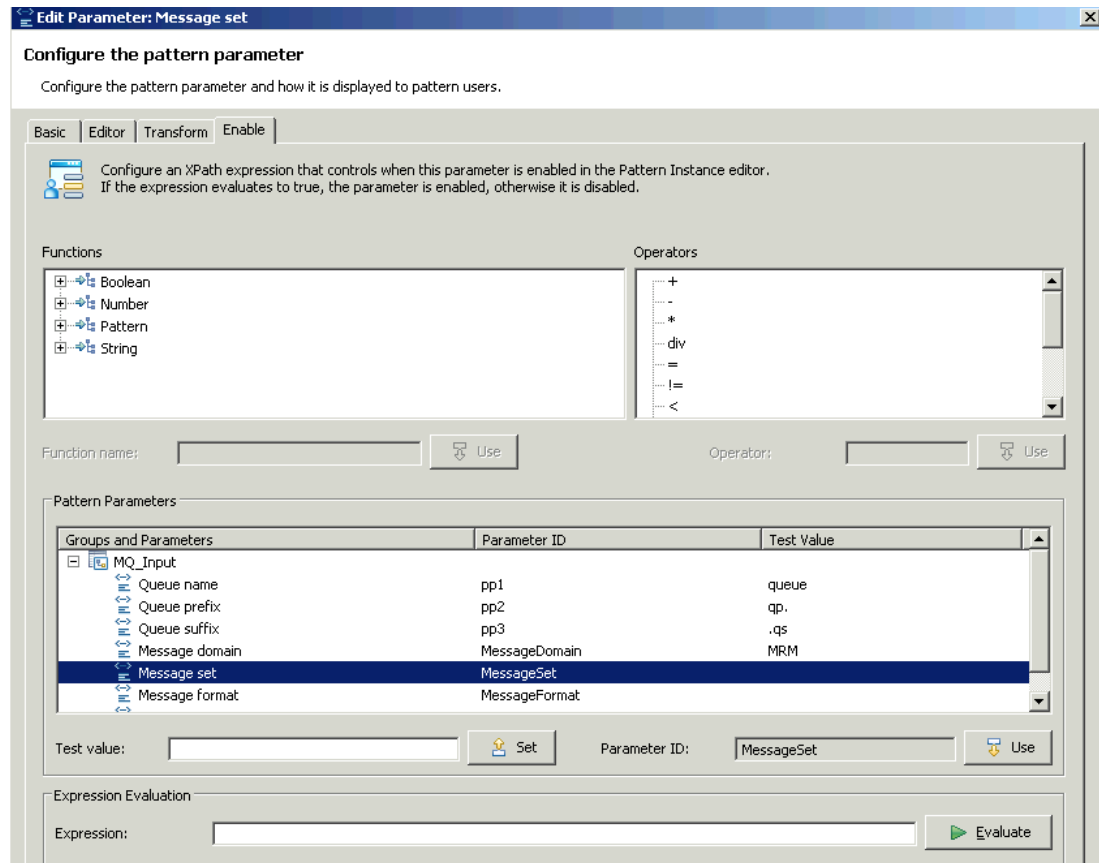 Edit Parameter: Message set
Configure the pattern parameter
Configure the pattern parameter and how it is displayed to pattern users.
Basic Editor Transform Enable
Configure an XPath expression that controls when this parameter is enabled in the Pattern Instance editor.
If the expression evaluates to true, the parameter is enabled, otherwise it is disabled.
Functions Operators
Boolean +
Number -
Pattern *
String div
=
!=
<
Function name: Use Operator: Use
Pattern Parameters
Groups and Parameters Parameter ID Test Value
MQ_Input
Queue name pp1 queue
Queue prefix pp2 qp.
Queue suffix pp3 .qs
Message domain MessageDomain MRM
Message set MessageSet
Message format MessageFormat
Test value: Set Parameter ID: MessageSet Use
Expression Evaluation
Expression: Evaluate